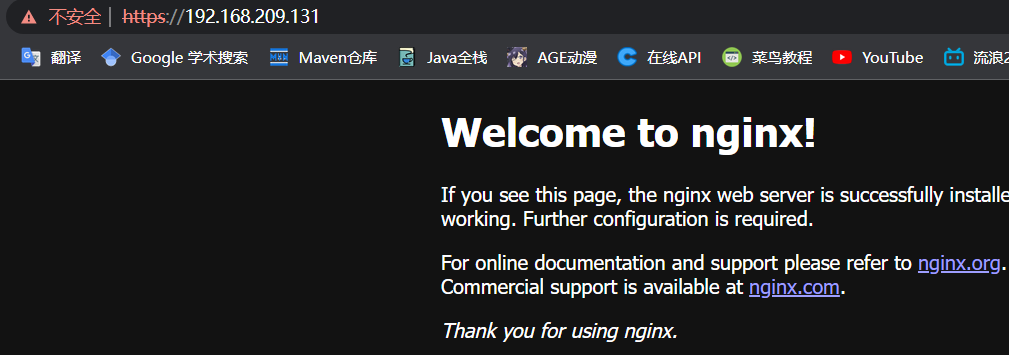 不安全 https://192.168.209.131
翻译 Google 学术搜索 Maven仓库 Java全栈 AGE动漫 在线API 菜鸟教程 YouTube 流浪
Welcome to nginx!
If you see this page, the nginx web server is successfully
working. Further configuration is required.
For online documentation and support please refer to nginx.org.
Commercial support is available at nginx.com.
Thank you for using nginx.